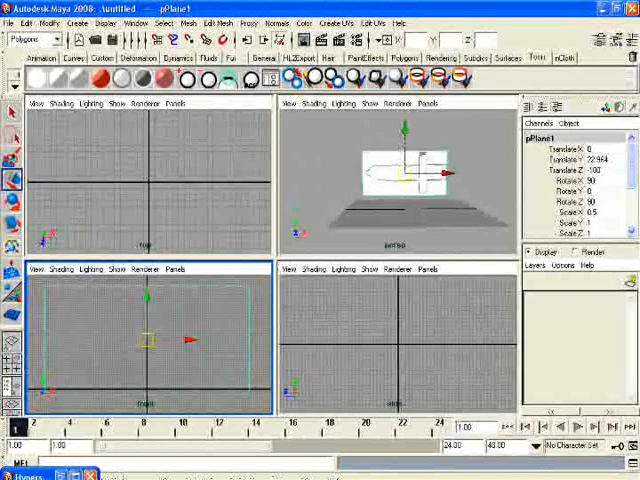 Autodesk Maya 2008: .\untitled --- pPlane1
File Edit Modify Create Display Window Select Mesh Edit Mesh Proxy Normals Color Create UVs Edit UVs Help
Polygons X: Y:
Animation Curves Custom Deformation Dynamics Fluids Fur General HL2Export Hair PaintEffects Polygons Rendering Subdivs Surfaces Toon nCloth
View Shading Lighting Show Renderer Panels
View Shading Lighting Show Renderer Panels
Channels Object
pPlane1
Translate X 0
Translate Y 22.964
Translate Z -100
Rotate X 90
Rotate Y 0
Rotate Z 0
Scale X 0.5
Scale Y 1
Scale Z 1
top
persp
Display Render
Layers Options Help
View Shading Lighting Show Renderer Panels
View Shading Lighting Show Renderer Panels
front
side
1 2 4 6 8 10 12 14 16 18 20 22 24 1.00
1.00 1.00 24.00 48.00 No Character Set
MEL
Hypers